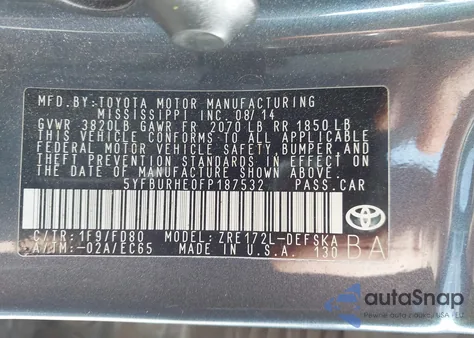 MFD.BY:TOYOTA MOTOR MANUFACTURING
MISSISSIPPI INC. 08/14
GVWR 3820LB GAWR FR 2070 LB RR 1850 LB
THIS VEHICLE CONFORMS TO ALL APPLICABLE
FEDERAL MOTOR VEHICLE SAFETY, BUMPER, AND
THEFT PREVENTION STANDARDS IN EFFECT ON
THE DATE OF MANUFACTURE SHOWN ABOVE.
5YFBURHE0FP187532 PASS.CAR
C/TR:1F9/FD80 MODEL:ZRE172L-DEFSKA
A/TM:-02A/EC65 MADE IN U.S.A. 130
TOYOTA
BA
autoSnap